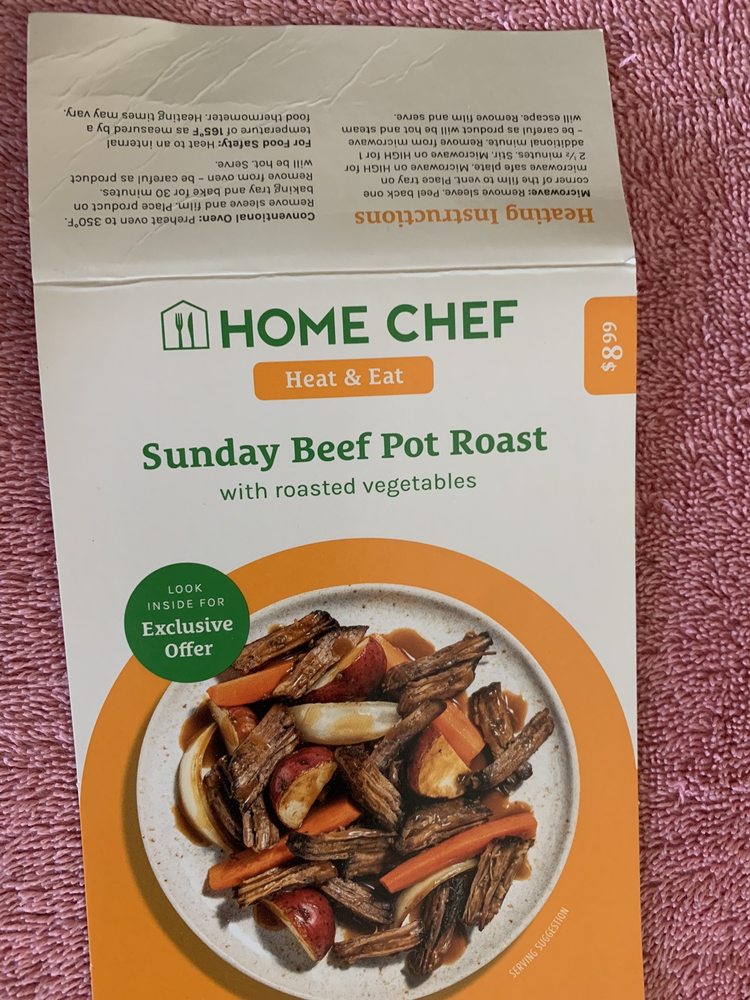 Heating Instructions
Microwave: Remove sleeve. Peel back one
corner of the film to vent. Place tray on
microwave safe plate. Microwave on HIGH for
2 ½ minutes. Stir. Microwave on HIGH for 1
additional minute. Remove from microwave
– be careful as product will be hot and steam
will escape. Remove film and serve.
Conventional Oven: Preheat oven to 350°F.
Remove sleeve and film. Place product on
baking tray and bake for 30 minutes.
Remove from oven – be careful as product
will be hot. Serve.
For Food Safety: Heat to an internal
temperature of 165°F as measured by a
food thermometer. Heating times may vary.
HOME CHEF
Heat & Eat
$8.99
Sunday Beef Pot Roast
with roasted vegetables
LOOK
INSIDE FOR
Exclusive
Offer
SERVING SUGGESTION